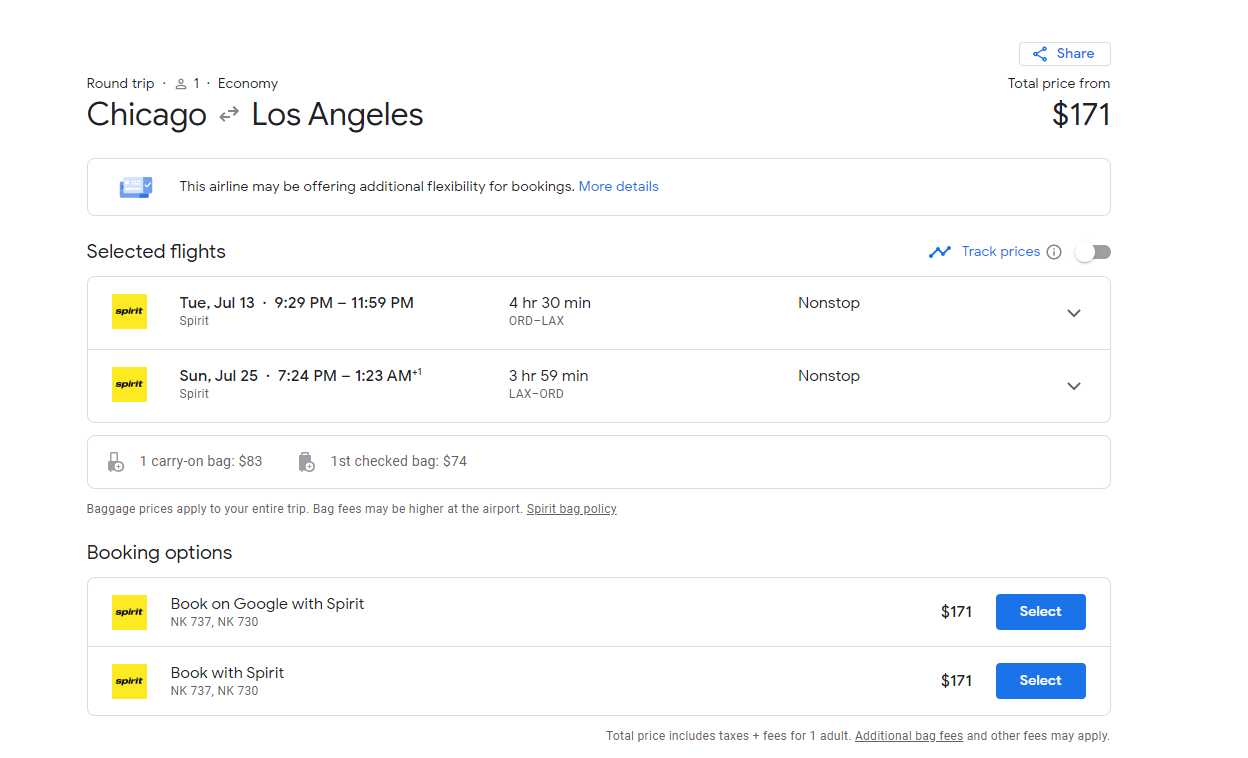 Share
Round trip · 1 · Economy
Total price from
Chicago Los Angeles
$171
This airline may be offering additional flexibility for bookings. More details
Selected flights
Track prices
spirit
Tue, Jul 13 · 9:29 PM – 11:59 PM
4 hr 30 min
Nonstop
Spirit
ORD–LAX
spirit
Sun, Jul 25 · 7:24 PM – 1:23 AM+1
3 hr 59 min
Nonstop
Spirit
LAX–ORD
1 carry-on bag: $83
1st checked bag: $74
Baggage prices apply to your entire trip. Bag fees may be higher at the airport. Spirit bag policy
Booking options
spirit
Book on Google with Spirit
NK 737, NK 730
$171
Select
spirit
Book with Spirit
NK 737, NK 730
$171
Select
Total price includes taxes + fees for 1 adult. Additional bag fees and other fees may apply.